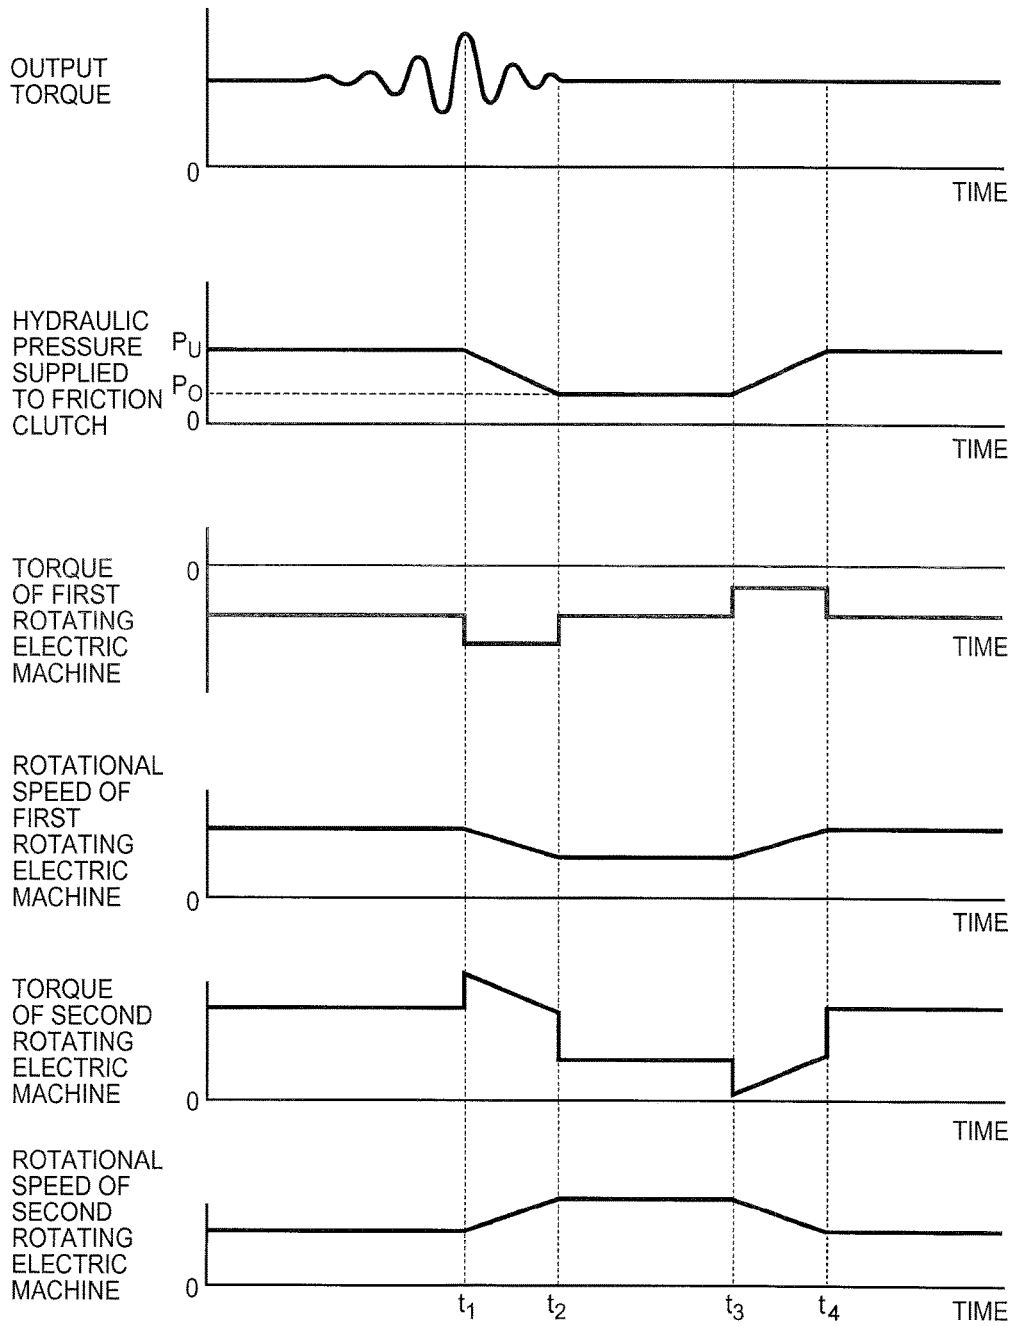 OUTPUT
TORQUE
0
TIME
HYDRAULIC
PRESSURE
SUPPLIED
TO FRICTION
CLUTCH
PU
PO
0
TIME
TORQUE
OF FIRST
ROTATING
ELECTRIC
MACHINE
0
TIME
ROTATIONAL
SPEED OF
FIRST
ROTATING
ELECTRIC
MACHINE
0
TIME
TORQUE
OF SECOND
ROTATING
ELECTRIC
MACHINE
0
TIME
ROTATIONAL
SPEED OF
SECOND
ROTATING
ELECTRIC
MACHINE
0
t1 t2 t3 t4 TIME